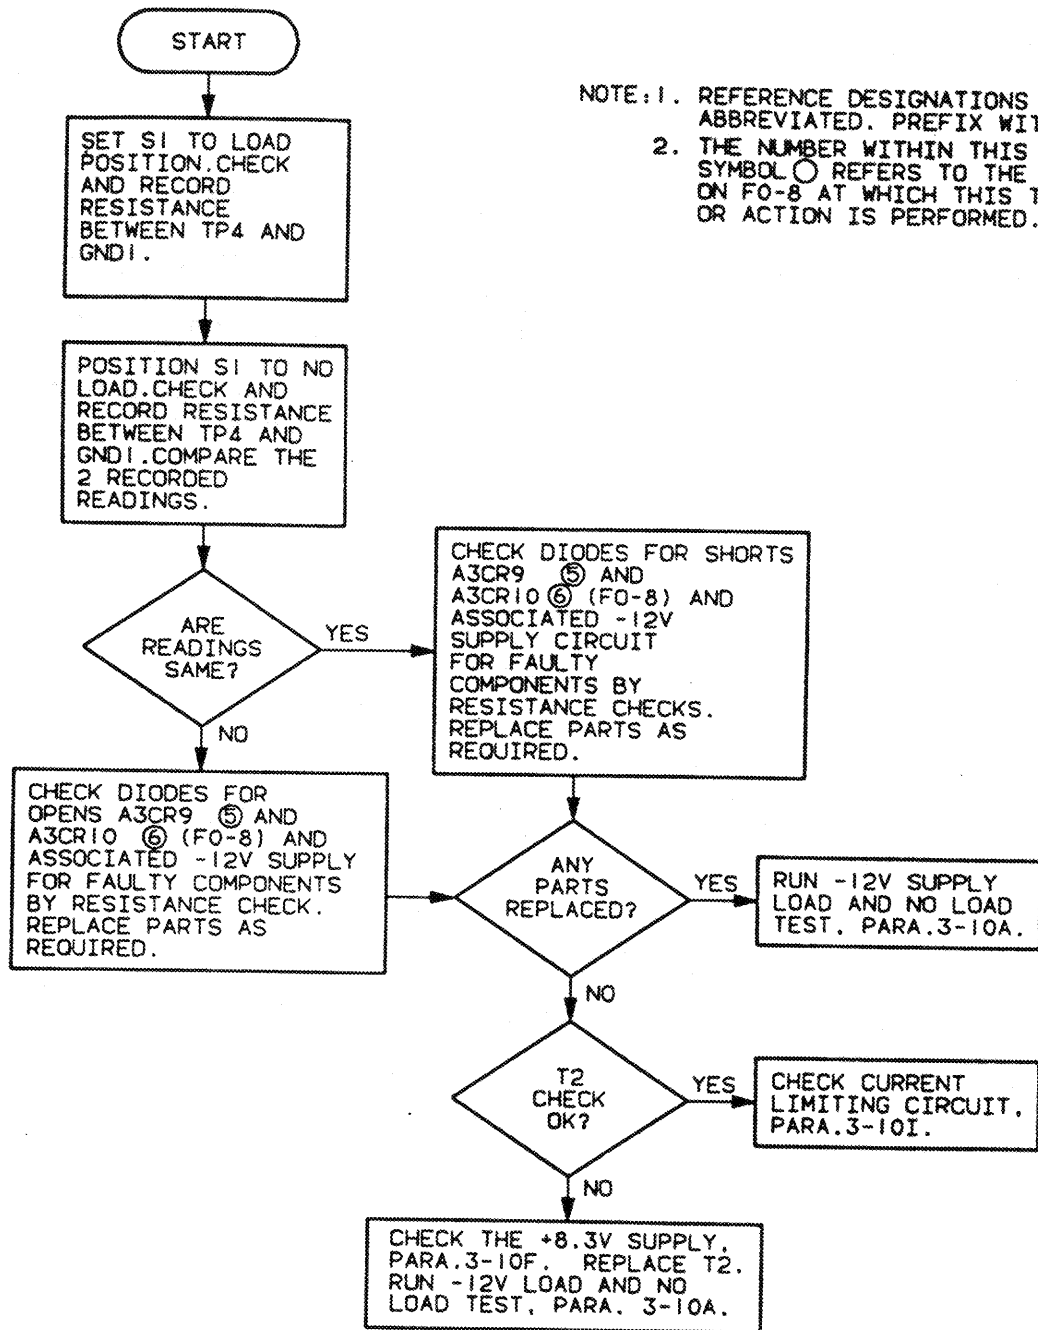 START
NOTE:1. REFERENCE DESIGNATIONS
ABBREVIATED. PREFIX
2. THE NUMBER WITHIN THIS
SYMBOL ○ REFERS TO THE
ON FO-8 AT WHICH THIS
OR ACTION IS PERFORMED.
SET S1 TO LOAD
POSITION.CHECK
AND RECORD
RESISTANCE
BETWEEN TP4 AND
GND1.
POSITION S1 TO NO
LOAD.CHECK AND
RECORD RESISTANCE
BETWEEN TP4 AND
GND1.COMPARE THE
2 RECORDED
READINGS.
ARE
READINGS
SAME?
YES
NO
CHECK DIODES FOR SHORTS
A3CR9 ⑤ AND
A3CR10 ⑥ (FO-8) AND
ASSOCIATED -12V
SUPPLY CIRCUIT
FOR FAULTY
COMPONENTS BY
RESISTANCE CHECKS.
REPLACE PARTS AS
REQUIRED.
CHECK DIODES FOR
OPENS A3CR9 ⑤ AND
A3CR10 ⑥ (FO-8) AND
ASSOCIATED -12V SUPPLY
FOR FAULTY COMPONENTS
BY RESISTANCE CHECK.
REPLACE PARTS AS
REQUIRED.
ANY
PARTS
REPLACED?
YES
RUN -12V SUPPLY
LOAD AND NO LOAD
TEST, PARA.3-10A.
NO
T2
CHECK
OK?
YES
CHECK CURRENT
LIMITING CIRCUIT,
PARA.3-10I.
NO
CHECK THE +8.3V SUPPLY,
PARA.3-10F. REPLACE T2.
RUN -12V LOAD AND NO
LOAD TEST, PARA. 3-10A.